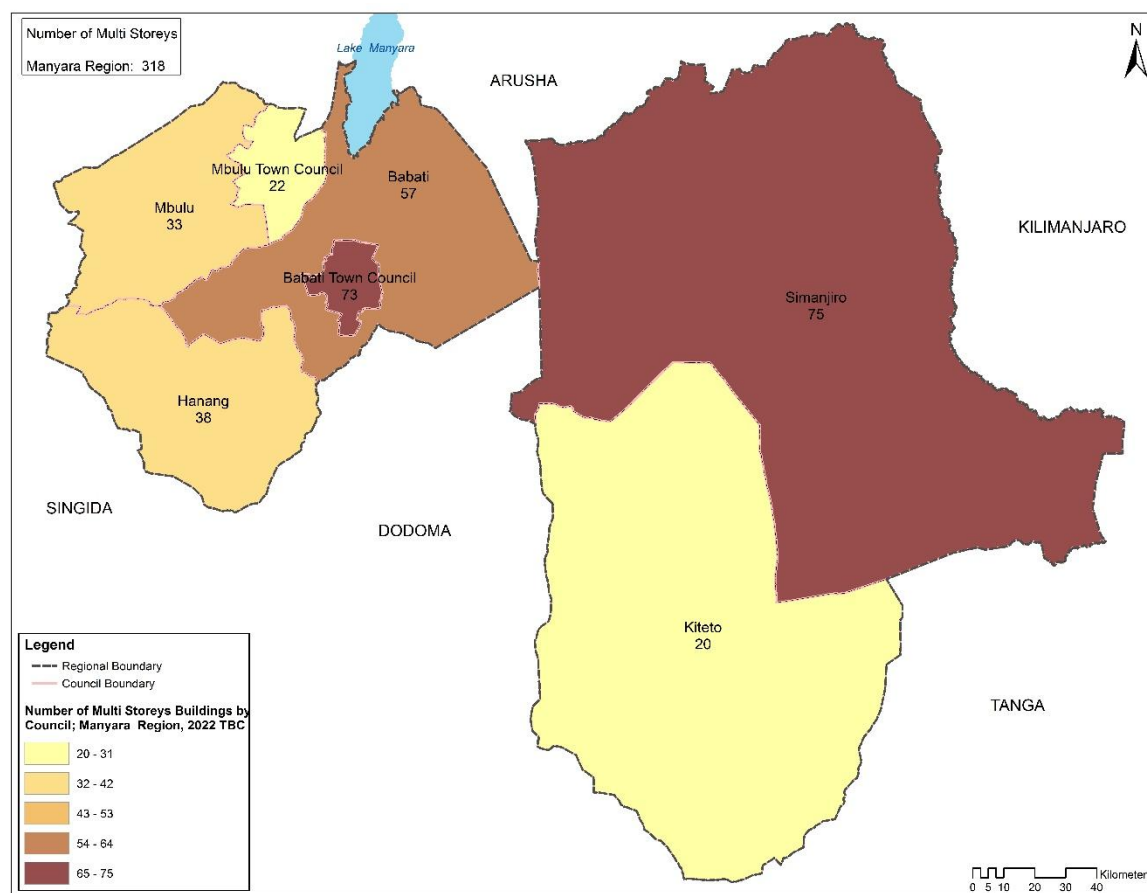 Number of Multi Storeys
Manyara Region: 318
Lake Manyara
ARUSHA
N
Mbulu Town Council
22
Babati
57
Mbulu
33
KILIMANJARO
Babati Town Council
73
Simanjiro
75
Hanang
38
SINGIDA
DODOMA
Kiteto
20
TANGA
Legend
Regional Boundary
Council Boundary
Number of Multi Storeys Buildings by
Council; Manyara Region, 2022 TBC
20 - 31
32 - 42
43 - 53
54 - 64
65 - 75
Kilometer
0 5 10 20 30 40